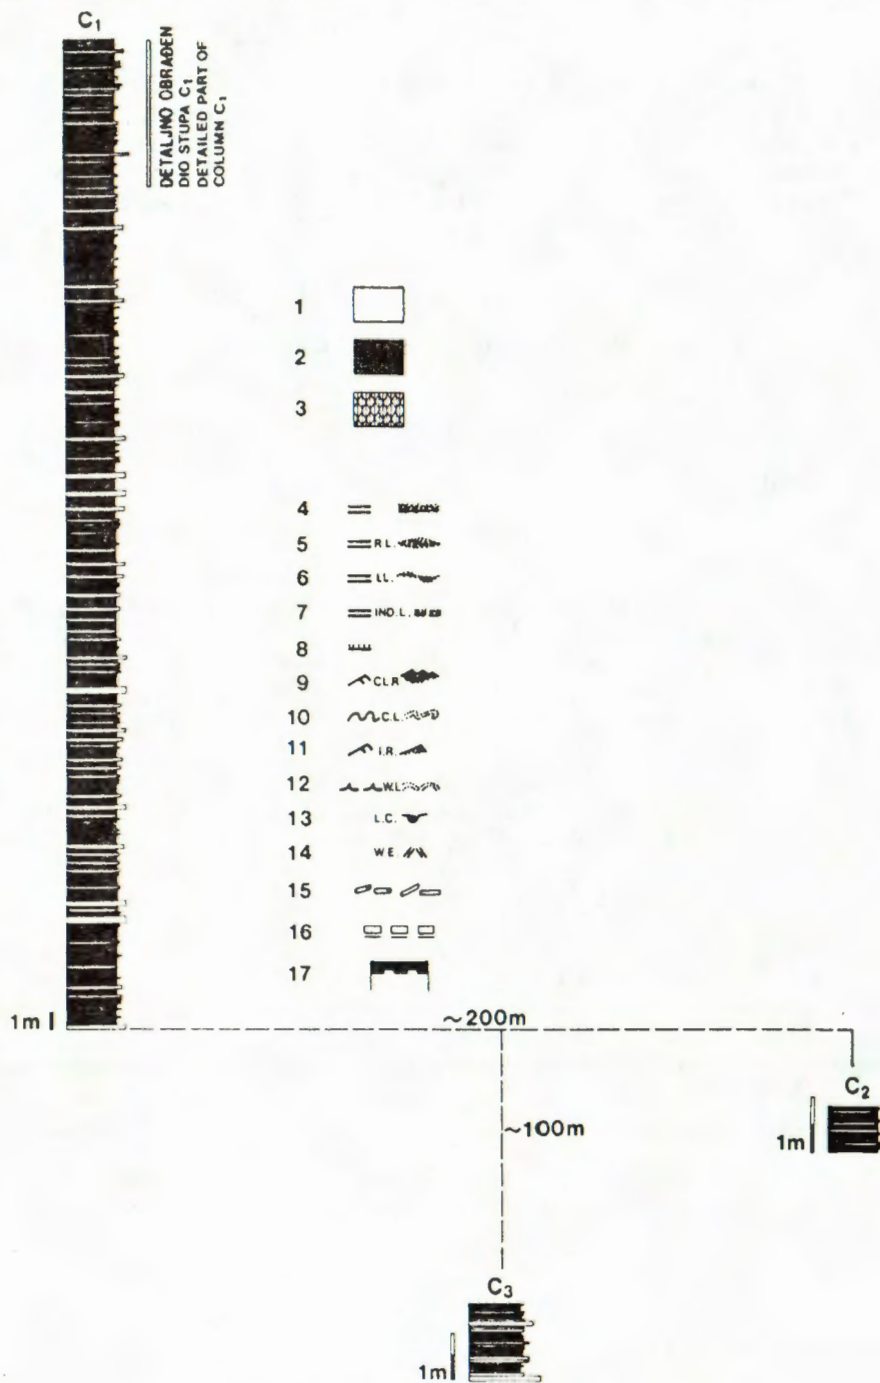 C₁
DETALJNO OBRAĐEN
DIO STUPA C₁
DETAILED PART OF
COLUMN C₁
1
2
3
4
5 R.L.
6 I.L.
7 IND.L.
8
9 CL.R
10 C.L.
11 I.R.
12 W.L.
13 L.C.
14 W.E.
15
16
17
1m
~200m
C₂
1m
~100m
C₃
1m